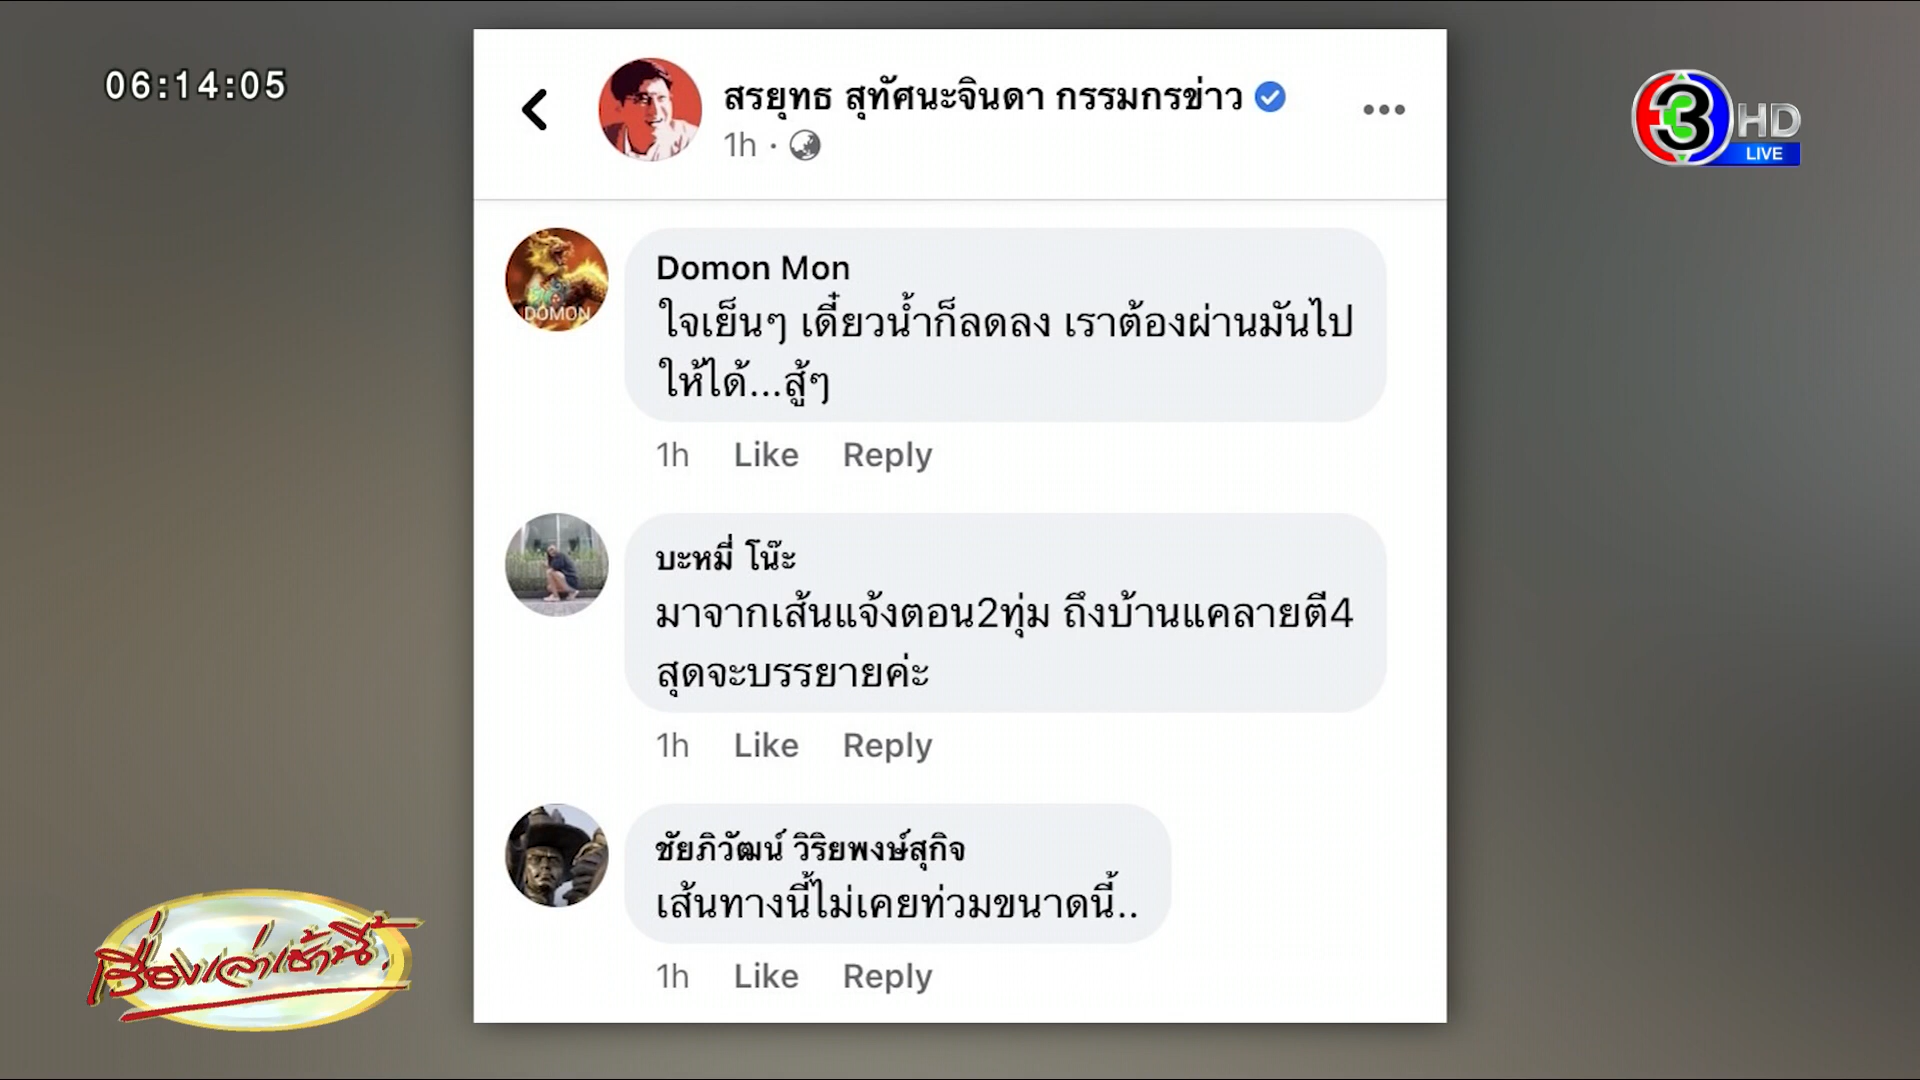 06:14:05
สรยุทธ สุทัศนะจินดา กรรมกรข่าว
1h
3 HD
LIVE
DOMON
Domon Mon
ใจเย็นๆ เดี๋ยวน้ำก็ลดลง เราต้องผ่านมันไป
ให้ได้...สู้ๆ
1h Like Reply
บะหมี่ โน๊ะ
มาจากเส้นแจ้งตอน2ทุ่ม ถึงบ้านแคลายตี4
สุดจะบรรยายค่ะ
1h Like Reply
ชัยภิวัฒน์ วิริยพงษ์สุกิจ
เส้นทางนี้ไม่เคยท่วมขนาดนี้..
1h Like Reply
เรื่องเล่าเช้านี้